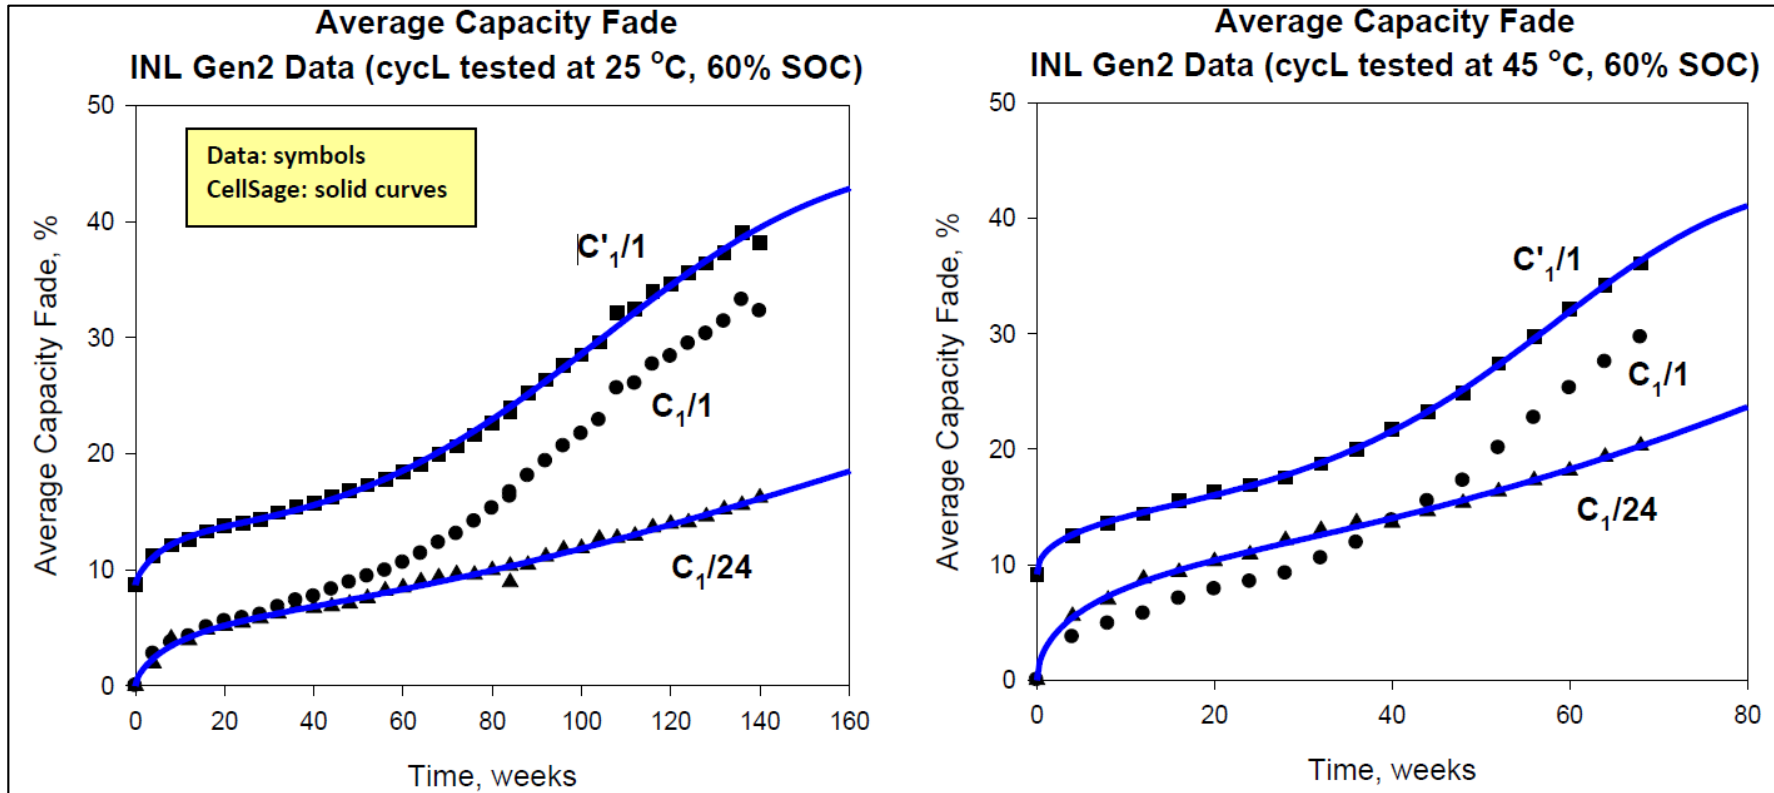 Average Capacity Fade
INL Gen2 Data (cycL tested at 25 °C, 60% SOC)
Average Capacity Fade, %
50
40
30
20
10
0
Data: symbols
CellSage: solid curves
C'₁/1
C₁/1
C₁/24
0 20 40 60 80 100 120 140 160
Time, weeks
Average Capacity Fade
INL Gen2 Data (cycL tested at 45 °C, 60% SOC)
Average Capacity Fade, %
50
40
30
20
10
0
C'₁/1
C₁/1
C₁/24
0 20 40 60 80
Time, weeks